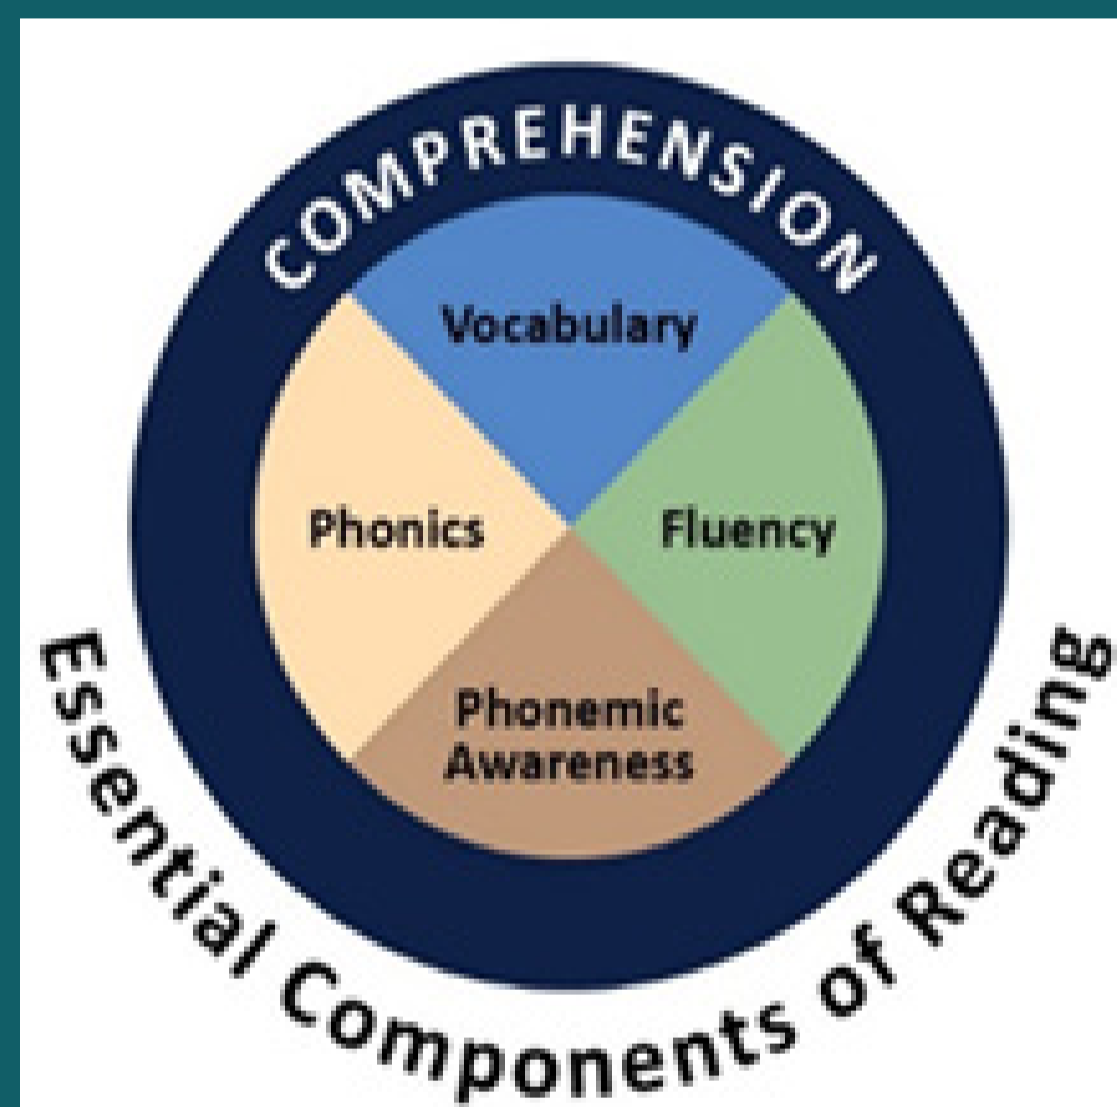 COMPREHENSION
Vocabulary
Phonics
Fluency
Phonemic
Awareness
Essential Components of Reading